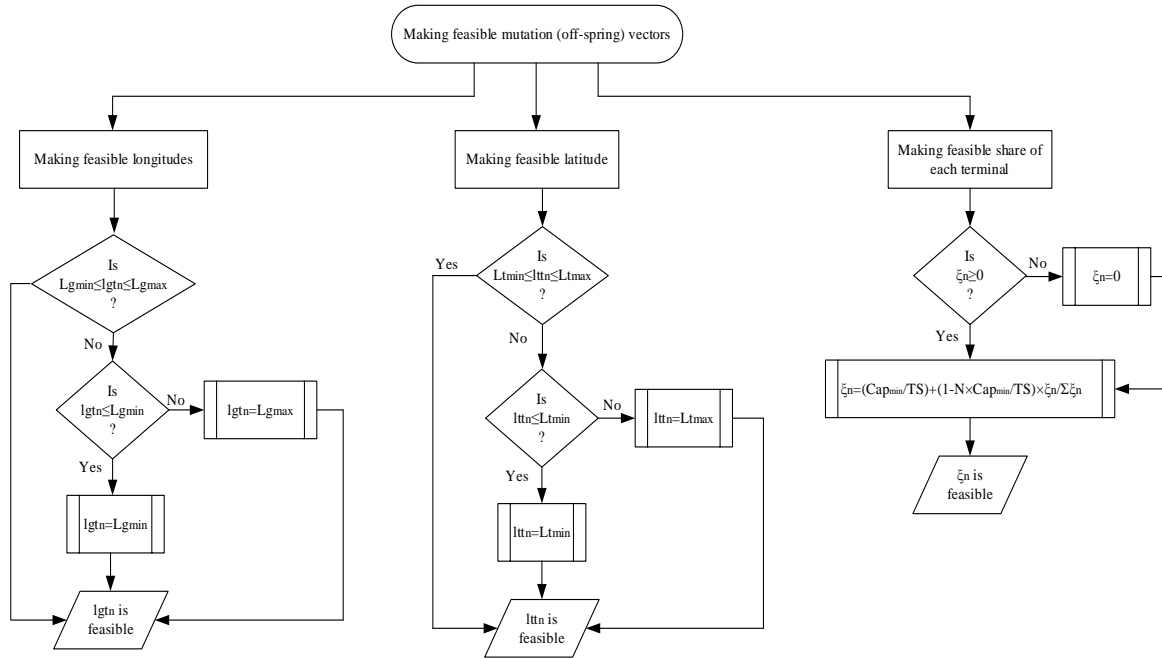 Making feasible mutation (off-spring) vectors
Making feasible longitudes
Is
Lgmin≤lgtn≤Lgmax
?
No
Is
lgtn≤Lgmin
?
No
lgtn=Lgmax
Yes
lgtn=Lgmin
lgtn is
feasible
Making feasible latitude
Yes
Is
Ltmin≤lttn≤Ltmax
?
No
Is
lttn≤Ltmin
?
No
lttn=Ltmax
Yes
lttn=Ltmin
lttn is
feasible
Making feasible share of
each terminal
Is
ξn≥0
?
No
ξn=0
Yes
ξn=(Capmin/TS)+(1-N×Capmin/TS)×ξn/Σξn
ξn is
feasible